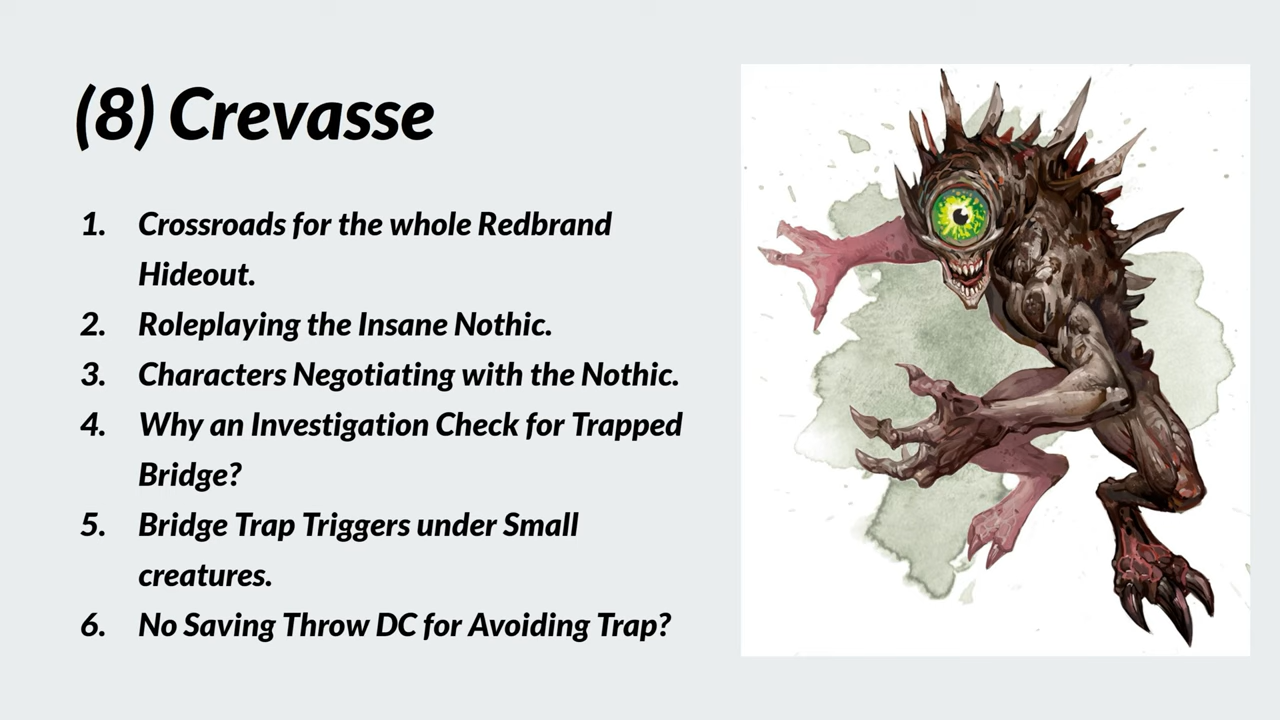 (8) Crevasse
1. Crossroads for the whole Redbrand
Hideout.
2. Roleplaying the Insane Nothic.
3. Characters Negotiating with the Nothic.
4. Why an Investigation Check for Trapped
Bridge?
5. Bridge Trap Triggers under Small
creatures.
6. No Saving Throw DC for Avoiding Trap?